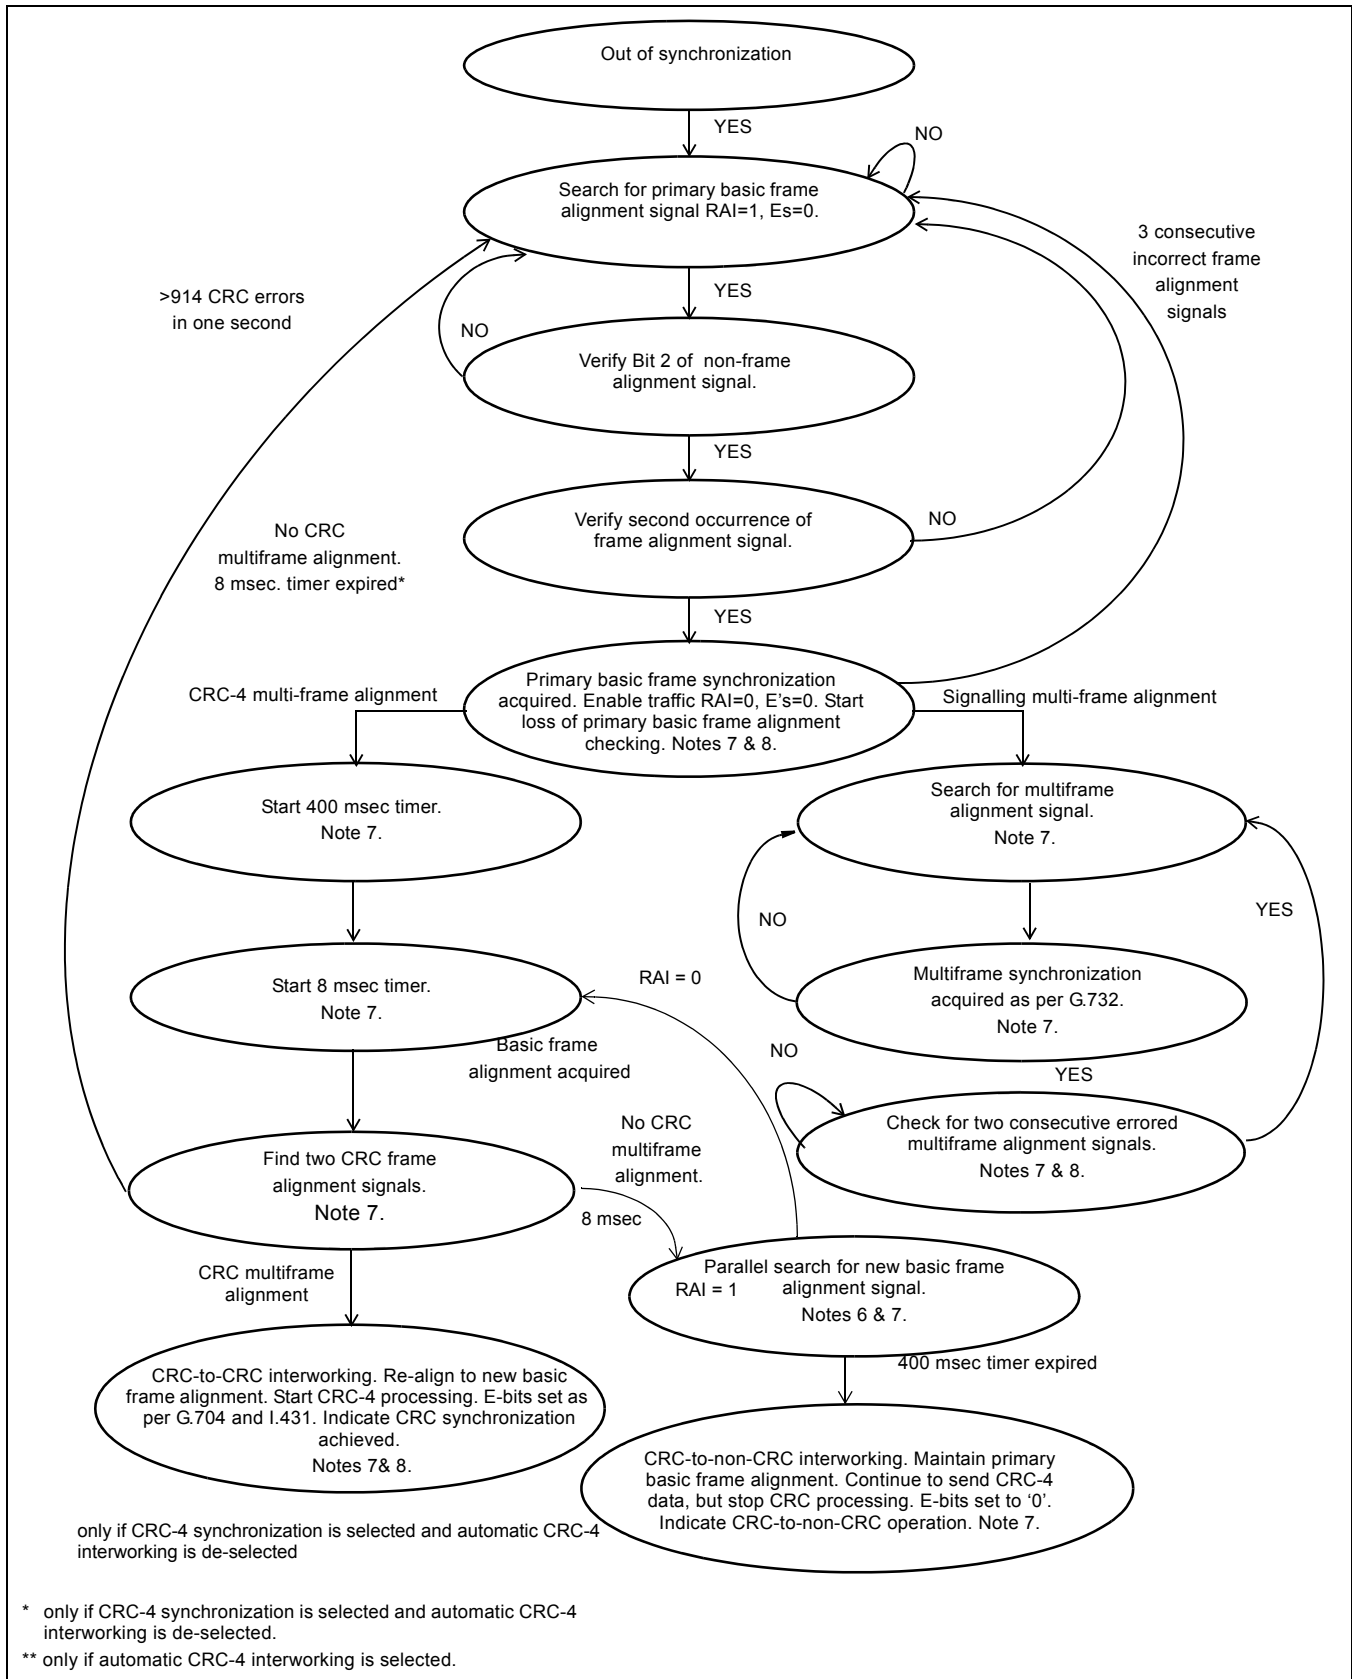 Out of synchronization
YES
NO
Search for primary basic frame
alignment signal RAI=1, Es=0.
3 consecutive
incorrect frame
alignment
signals
>914 CRC errors
in one second
YES
NO
Verify Bit 2 of non-frame
alignment signal.
YES
No CRC
multiframe alignment.
8 msec. timer expired*
Verify second occurrence of
frame alignment signal.
NO
YES
CRC-4 multi-frame alignment
Primary basic frame synchronization
acquired. Enable traffic RAI=0, E's=0. Start
loss of primary basic frame alignment
checking. Notes 7 & 8.
Signalling multi-frame alignment
Start 400 msec timer.
Note 7.
Search for multiframe
alignment signal.
Note 7.
NO
YES
Start 8 msec timer.
Note 7.
RAI = 0
Multiframe synchronization
acquired as per G.732.
Note 7.
Basic frame
alignment acquired
NO
YES
Check for two consecutive errored
multiframe alignment signals.
Notes 7 & 8.
No CRC
multiframe
alignment.
Find two CRC frame
alignment signals.
Note 7.
8 msec
CRC multiframe
alignment
Parallel search for new basic frame
RAI = 1 alignment signal.
Notes 6 & 7.
400 msec timer expired
CRC-to-CRC interworking. Re-align to new basic
frame alignment. Start CRC-4 processing. E-bits set as
per G.704 and I.431. Indicate CRC synchronization
achieved.
Notes 7& 8.
CRC-to-non-CRC interworking. Maintain primary
basic frame alignment. Continue to send CRC-4
data, but stop CRC processing. E-bits set to ‘0’.
Indicate CRC-to-non-CRC operation. Note 7.
only if CRC-4 synchronization is selected and automatic CRC-4
interworking is de-selected
* only if CRC-4 synchronization is selected and automatic CRC-4
interworking is de-selected.
** only if automatic CRC-4 interworking is selected.